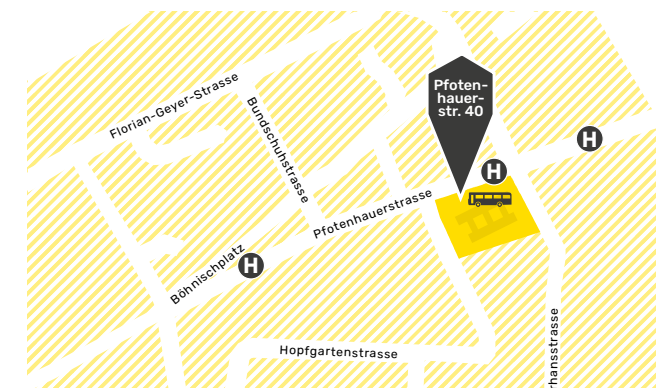 Florian-Geyer-Strasse
Bundschuhstrasse
Pfoten-
hauer-
str. 40
H
H
Pfotenhauerstrasse
Böhnischplatz
H
Hopfgartenstrasse